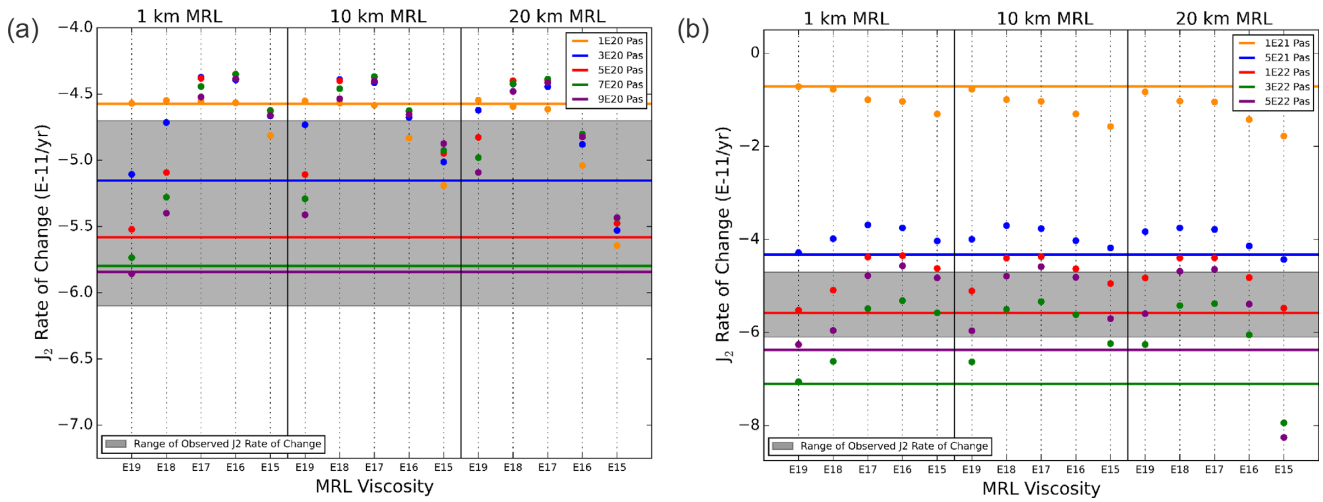 (a)
1 km MRL 10 km MRL 20 km MRL
−4.0
−4.5
−5.0
−5.5
−6.0
−6.5
−7.0
J2 Rate of Change (E-11/yr)
1E20 Pas
3E20 Pas
5E20 Pas
7E20 Pas
9E20 Pas
Range of Observed J2 Rate of Change
E19 E18 E17 E16 E15 E19 E18 E17 E16 E15 E19 E18 E17 E16 E15
MRL Viscosity
(b)
1 km MRL 10 km MRL 20 km MRL
0
−2
−4
−6
−8
J₂ Rate of Change (E-11/yr)
1E21 Pas
5E21 Pas
1E22 Pas
3E22 Pas
5E22 Pas
Range of Observed J2 Rate of Change
E19 E18 E17 E16 E15 E19 E18 E17 E16 E15 E19 E18 E17 E16 E15
MRL Viscosity